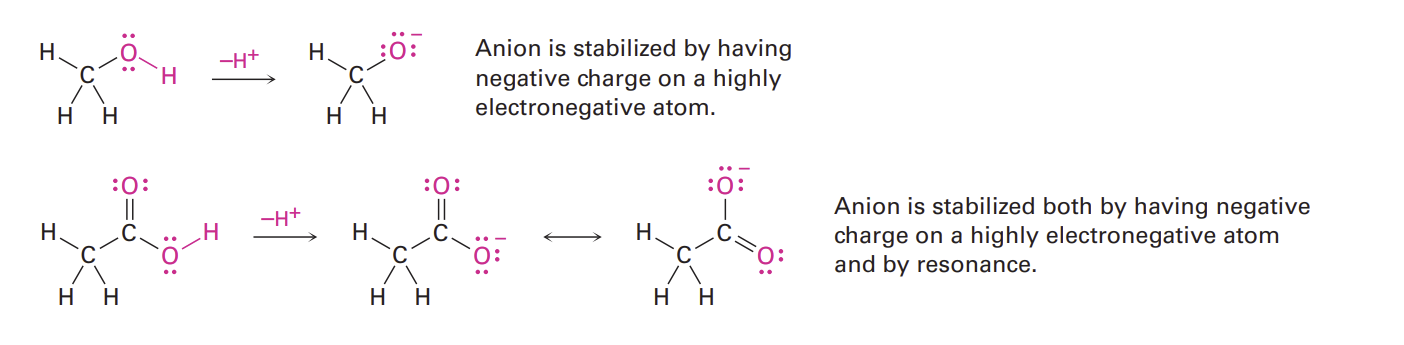 H
:Ö:⁻
C
Ö
H
–H⁺
H
C
H H
H H
Anion is stabilized by having
negative charge on a highly
electronegative atom.
:O:
H
C
C
O
H
H H
–H⁺
:O:
H
C
C
O:⁻
H H
:O:⁻
H
C
C
O:
H H
Anion is stabilized both by having negative
charge on a highly electronegative atom
and by resonance.